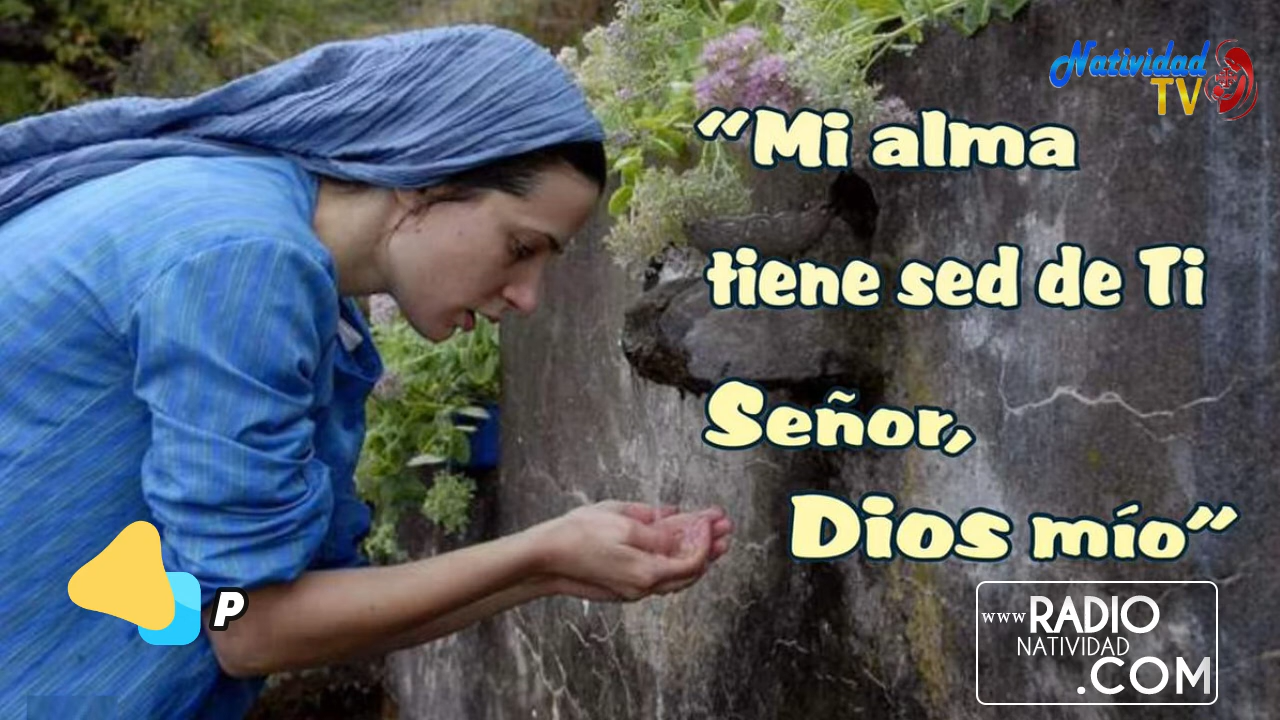 Natividad
TV
“Mi alma
tiene sed de Ti
Señor,
Dios mío”
P
www RADIO
NATIVIDAD
.COM